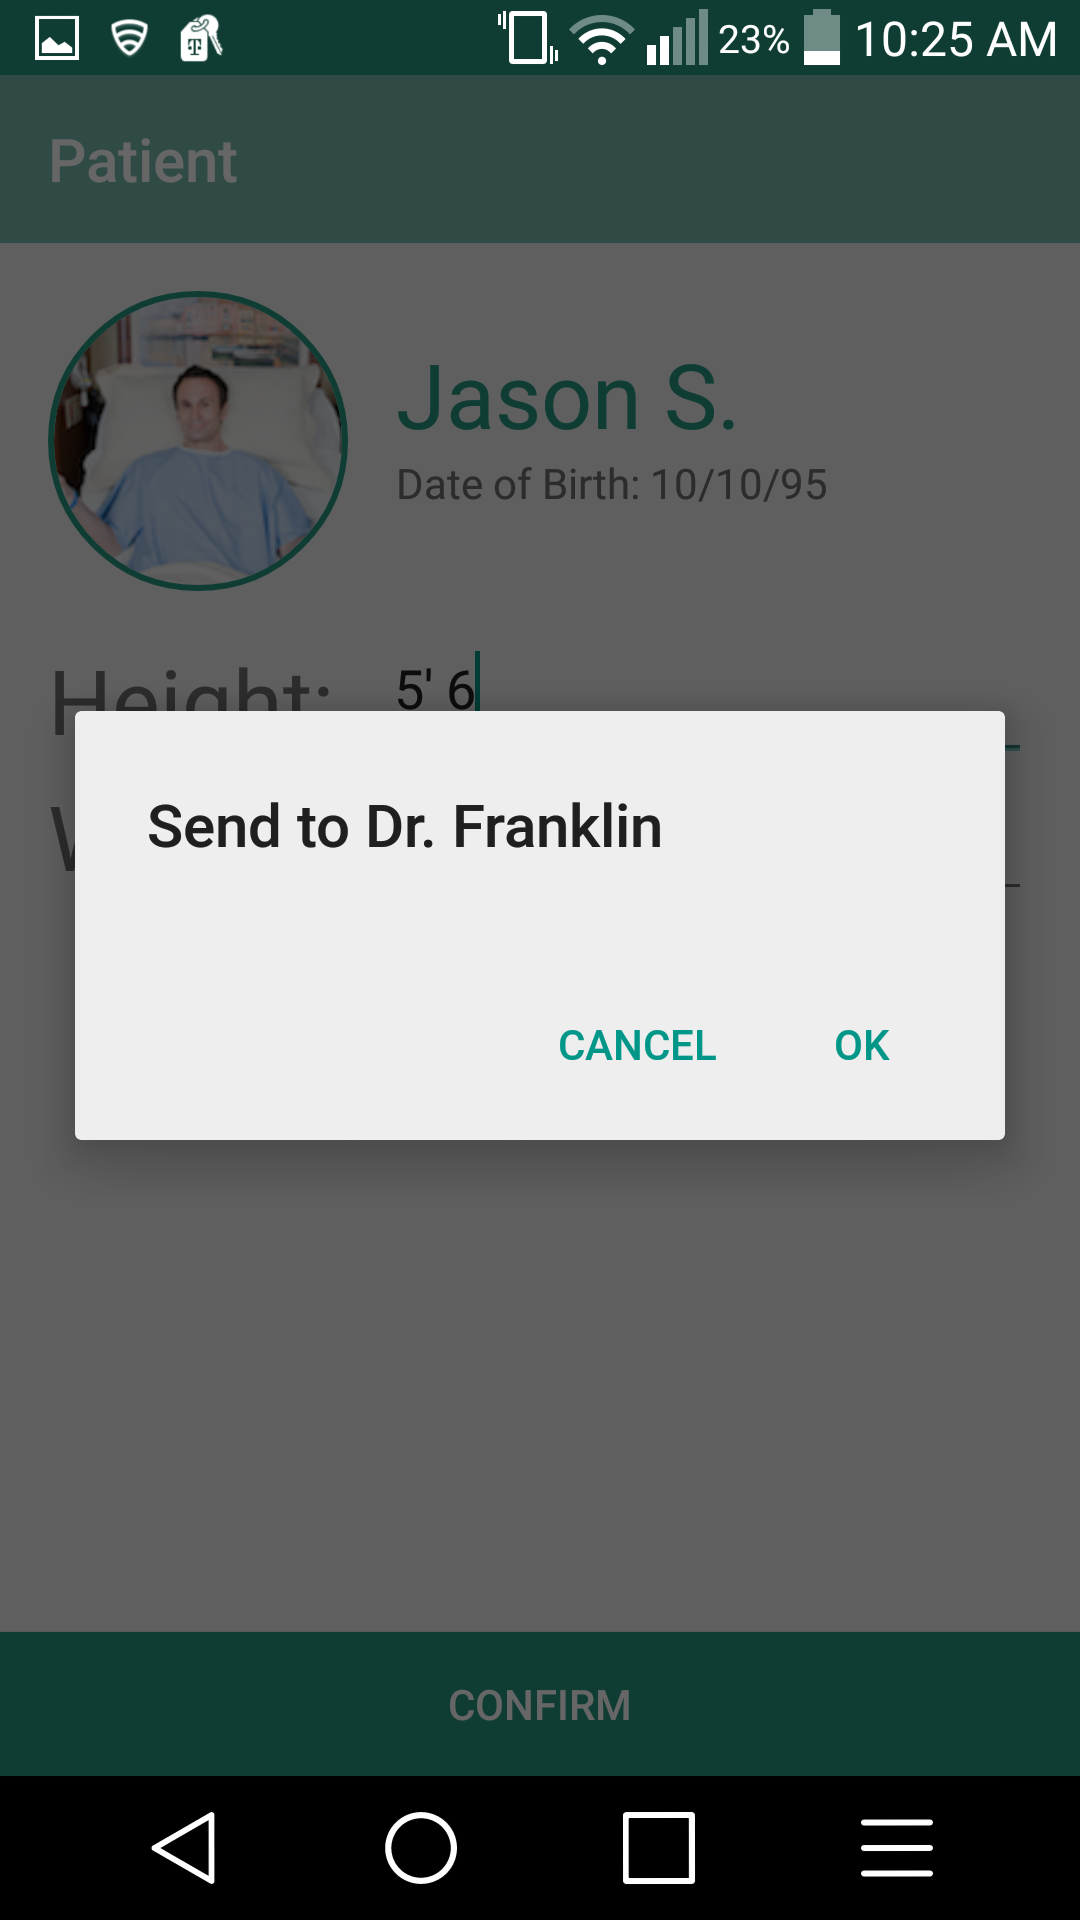 23% 10:25 AM
Patient
Jason S.
Date of Birth: 10/10/95
Height: 5' 6
Send to Dr. Franklin
CANCEL OK
CONFIRM